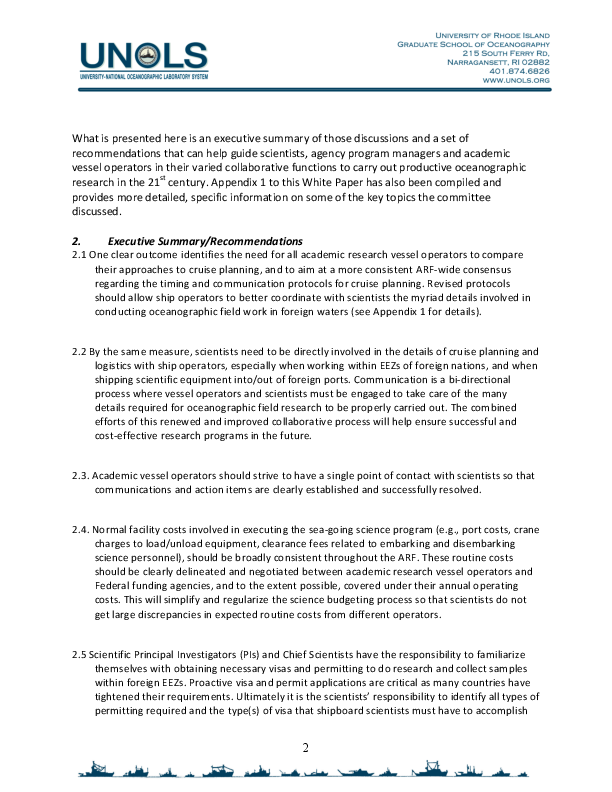 UNOLS
UNIVERSITY-NATIONAL OCEANOGRAPHIC LABORATORY SYSTEM
UNIVERSITY OF RHODE ISLAND
GRADUATE SCHOOL OF OCEANOGRAPHY
215 SOUTH FERRY RD,
NARRAGANSETT, RI 02882
401.874.6826
WWW.UNOLS.ORG
What is presented here is an executive summary of those discussions and a set of
recommendations that can help guide scientists, agency program managers and academic
vessel operators in their varied collaborative functions to carry out productive oceanographic
research in the 21st century. Appendix 1 to this White Paper has also been compiled and
provides more detailed, specific information on some of the key topics the committee
discussed.
2. Executive Summary/Recommendations
2.1 One clear outcome identifies the need for all academic research vessel operators to compare
their approaches to cruise planning, and to aim at a more consistent ARF-wide consensus
regarding the timing and communication protocols for cruise planning. Revised protocols
should allow ship operators to better coordinate with scientists the myriad details involved in
conducting oceanographic field work in foreign waters (see Appendix 1 for details).
2.2 By the same measure, scientists need to be directly involved in the details of cruise planning and
logistics with ship operators, especially when working within EEZs of foreign nations, and when
shipping scientific equipment into/out of foreign ports. Communication is a bi-directional
process where vessel operators and scientists must be engaged to take care of the many
details required for oceanographic field research to be properly carried out. The combined
efforts of this renewed and improved collaborative process will help ensure successful and
cost-effective research programs in the future.
2.3. Academic vessel operators should strive to have a single point of contact with scientists so that
communications and action items are clearly established and successfully resolved.
2.4. Normal facility costs involved in executing the sea-going science program (e.g., port costs, crane
charges to load/unload equipment, clearance fees related to embarking and disembarking
science personnel), should be broadly consistent throughout the ARF. These routine costs
should be clearly delineated and negotiated between academic research vessel operators and
Federal funding agencies, and to the extent possible, covered under their annual operating
costs. This will simplify and regularize the science budgeting process so that scientists do not
get large discrepancies in expected routine costs from different operators.
2.5 Scientific Principal Investigators (PIs) and Chief Scientists have the responsibility to familiarize
themselves with obtaining necessary visas and permitting to do research and collect samples
within foreign EEZs. Proactive visa and permit applications are critical as many countries have
tightened their requirements. Ultimately it is the scientists' responsibility to identify all types of
permitting required and the type(s) of visa that shipboard scientists must have to accomplish
2